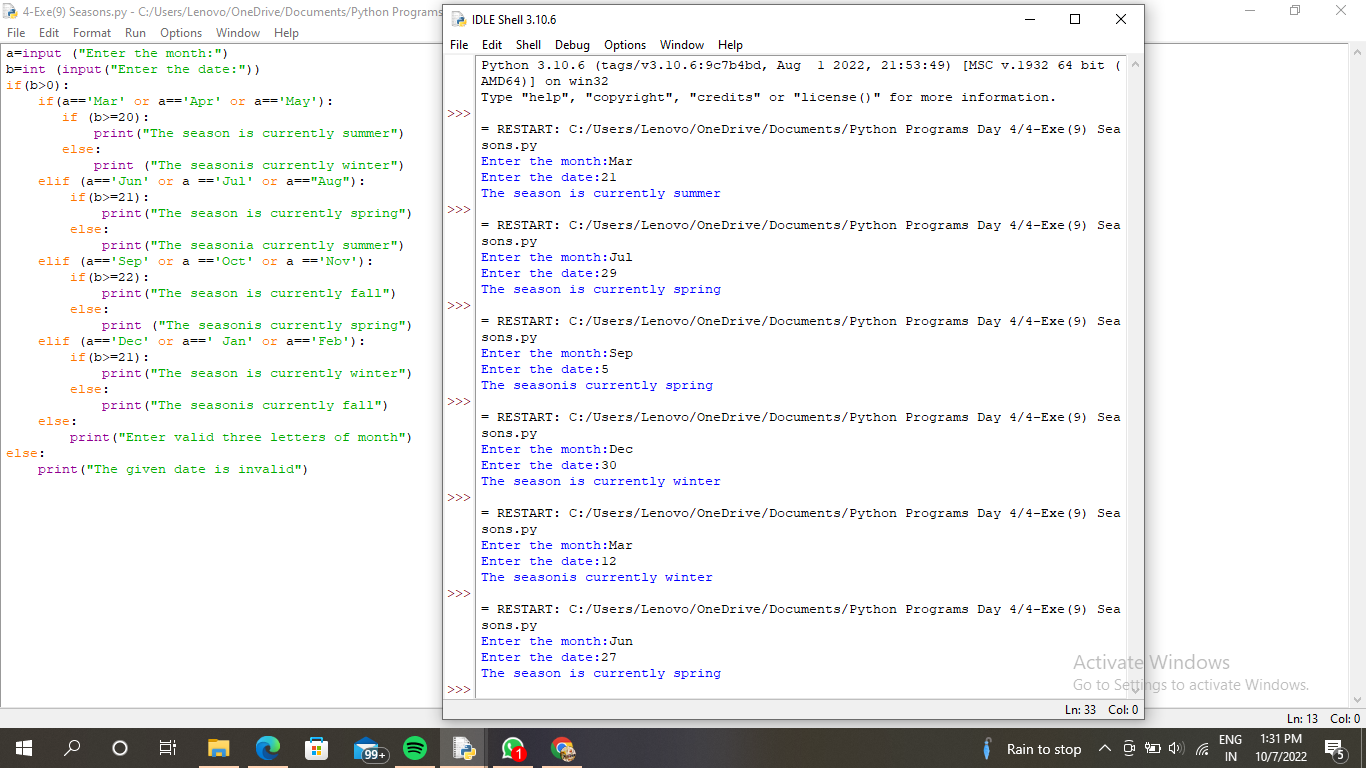 4-Exe(9) Seasons.py - C:/Users/Lenovo/OneDrive/Documents/Python Programs
File Edit Format Run Options Window Help
a=input ("Enter the month:")
b=int (input("Enter the date:"))
if(b>0):
    if(a=='Mar' or a=='Apr' or a=='May'):
       if (b>=20):
           print("The season is currently summer")
       else:
           print ("The seasonis currently winter")
    elif (a=='Jun' or a =='Jul' or a=="Aug"):
        if(b>=21):
            print("The season is currently spring")
        else:
            print("The seasonia currently summer")
    elif (a=='Sep' or a =='Oct' or a =='Nov'):
        if(b>=22):
            print("The season is currently fall")
        else:
            print ("The seasonis currently spring")
    elif (a=='Dec' or a==' Jan' or a=='Feb'):
        if(b>=21):
            print("The season is currently winter")
        else:
            print("The seasonis currently fall")
    else:
        print("Enter valid three letters of month")
else:
    print("The given date is invalid")
IDLE Shell 3.10.6
File Edit Shell Debug Options Window Help
Python 3.10.6 (tags/v3.10.6:9c7b4bd, Aug  1 2022, 21:53:49) [MSC v.1932 64 bit (
AMD64)] on win32
Type "help", "copyright", "credits" or "license()" for more information.
>>>
= RESTART: C:/Users/Lenovo/OneDrive/Documents/Python Programs Day 4/4-Exe(9) Sea
sons.py
Enter the month:Mar
Enter the date:21
The season is currently summer
>>>
= RESTART: C:/Users/Lenovo/OneDrive/Documents/Python Programs Day 4/4-Exe(9) Sea
sons.py
Enter the month:Jul
Enter the date:29
The season is currently spring
>>>
= RESTART: C:/Users/Lenovo/OneDrive/Documents/Python Programs Day 4/4-Exe(9) Sea
sons.py
Enter the month:Sep
Enter the date:5
The seasonis currently spring
>>>
= RESTART: C:/Users/Lenovo/OneDrive/Documents/Python Programs Day 4/4-Exe(9) Sea
sons.py
Enter the month:Dec
Enter the date:30
The season is currently winter
>>>
= RESTART: C:/Users/Lenovo/OneDrive/Documents/Python Programs Day 4/4-Exe(9) Sea
sons.py
Enter the month:Mar
Enter the date:12
The seasonis currently winter
>>>
= RESTART: C:/Users/Lenovo/OneDrive/Documents/Python Programs Day 4/4-Exe(9) Sea
sons.py
Enter the month:Jun
Enter the date:27
The season is currently spring
>>>
Ln: 33 Col: 0
Activate Windows
Go to Settings to activate Windows.
Ln: 13 Col: 0
99+
1
Rain to stop
ENG
IN
1:31 PM
10/7/2022
5